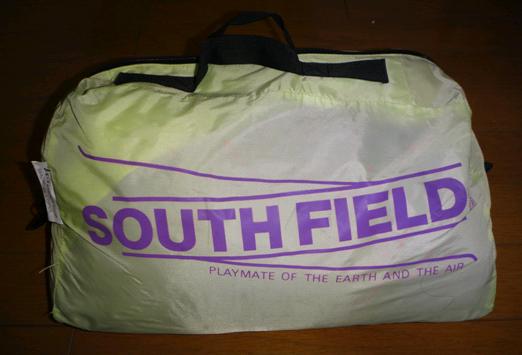 SOUTH FIELD
PLAYMATE OF THE EARTH AND THE AIR